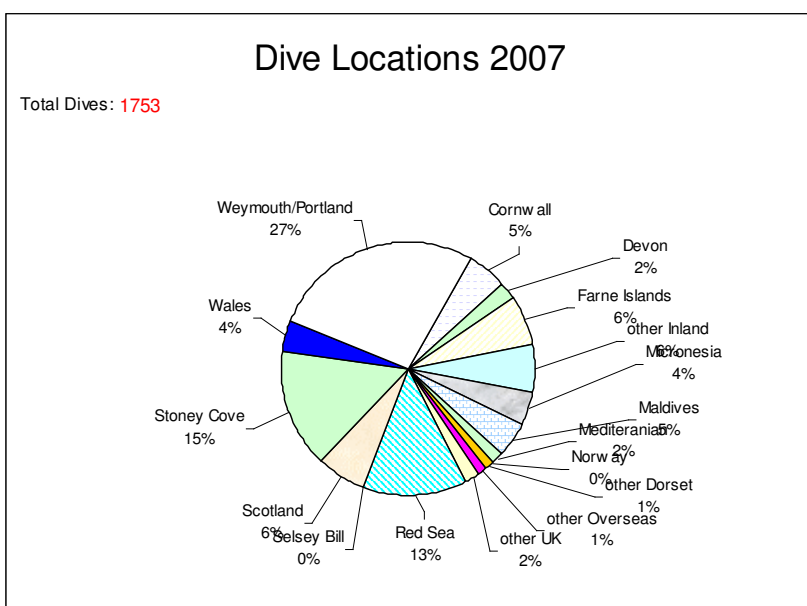 Dive Locations 2007
Total Dives: 1753
Weymouth/Portland
27%
Cornwall
5%
Devon
2%
Farne Islands
6%
other Inland
6%
Micronesia
4%
Maldives
5%
Mediteranian
2%
Norway
0%
other Dorset
1%
other Overseas
1%
other UK
2%
Red Sea
13%
Selsey Bill
0%
Scotland
6%
Stoney Cove
15%
Wales
4%